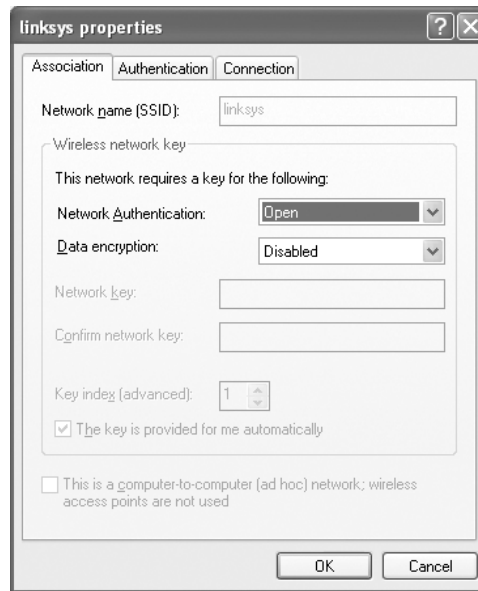 linksys properties
Association Authentication Connection
Network name (SSID): linksys
Wireless network key
This network requires a key for the following:
Network Authentication: Open
Data encryption: Disabled
Network key:
Confirm network key:
Key index (advanced): 1
The key is provided for me automatically
This is a computer-to-computer (ad hoc) network; wireless
access points are not used
OK Cancel